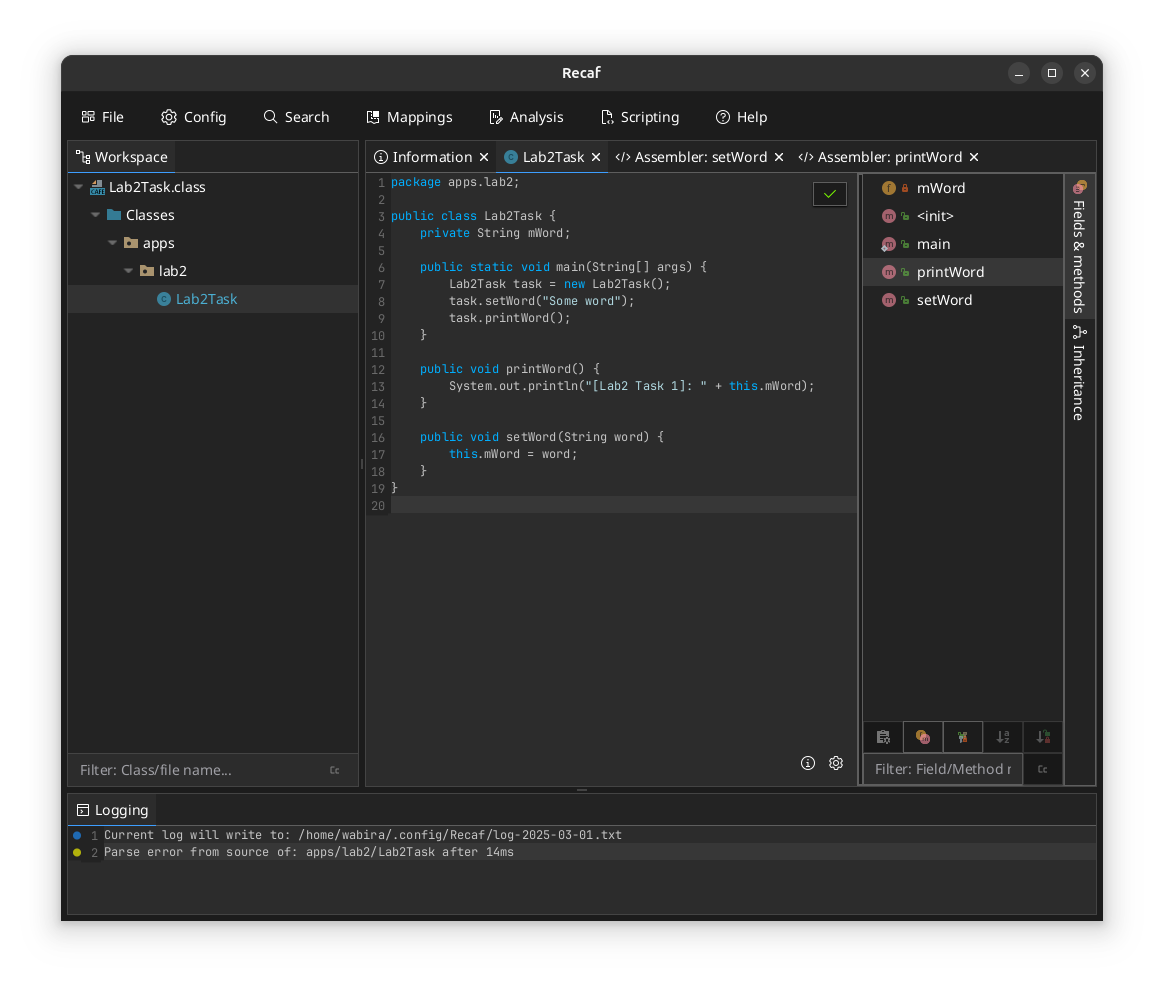 Recaf
File Config Search Mappings Analysis Scripting Help
Workspace
Lab2Task.class
Classes
apps
lab2
Lab2Task
Filter: Class/file name...
Cc
Information Lab2Task </> Assembler: setWord </> Assembler: printWord
1 package apps.lab2;
2
3 public class Lab2Task {
4 private String mWord;
5
6 public static void main(String[] args) {
7 Lab2Task task = new Lab2Task();
8 task.setWord("Some word");
9 task.printWord();
10 }
11
12 public void printWord() {
13 System.out.println("[Lab2 Task 1]: " + this.mWord);
14 }
15
16 public void setWord(String word) {
17 this.mWord = word;
18 }
19 }
20
f mWord
m <init>
m main
m printWord
m setWord
Filter: Field/Method r
Cc
Fields & methods
Inheritance
Logging
1 Current log will write to: /home/wabira/.config/Recaf/log-2025-03-01.txt
2 Parse error from source of: apps/lab2/Lab2Task after 14ms